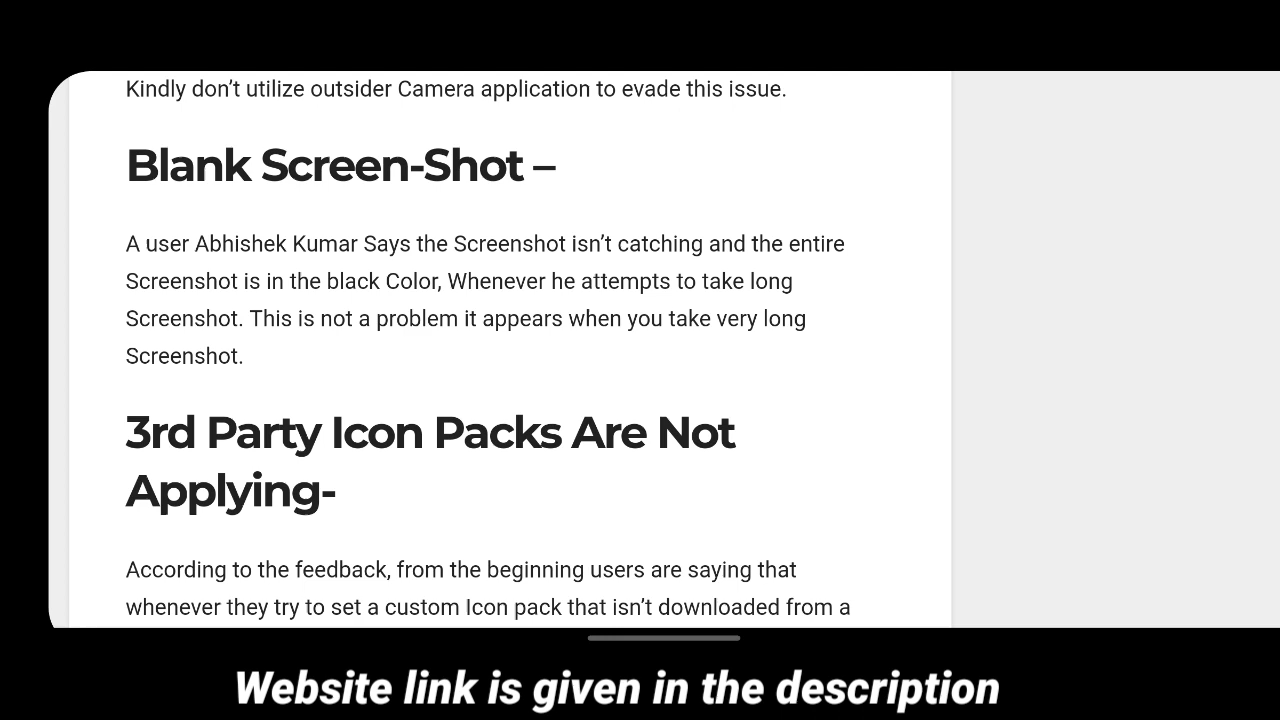 Kindly don’t utilize outsider Camera application to evade this issue.
Blank Screen-Shot –
A user Abhishek Kumar Says the Screenshot isn’t catching and the entire
Screenshot is in the black Color, Whenever he attempts to take long
Screenshot. This is not a problem it appears when you take very long
Screenshot.
3rd Party Icon Packs Are Not
Applying-
According to the feedback, from the beginning users are saying that
whenever they try to set a custom Icon pack that isn’t downloaded from a
Website link is given in the description